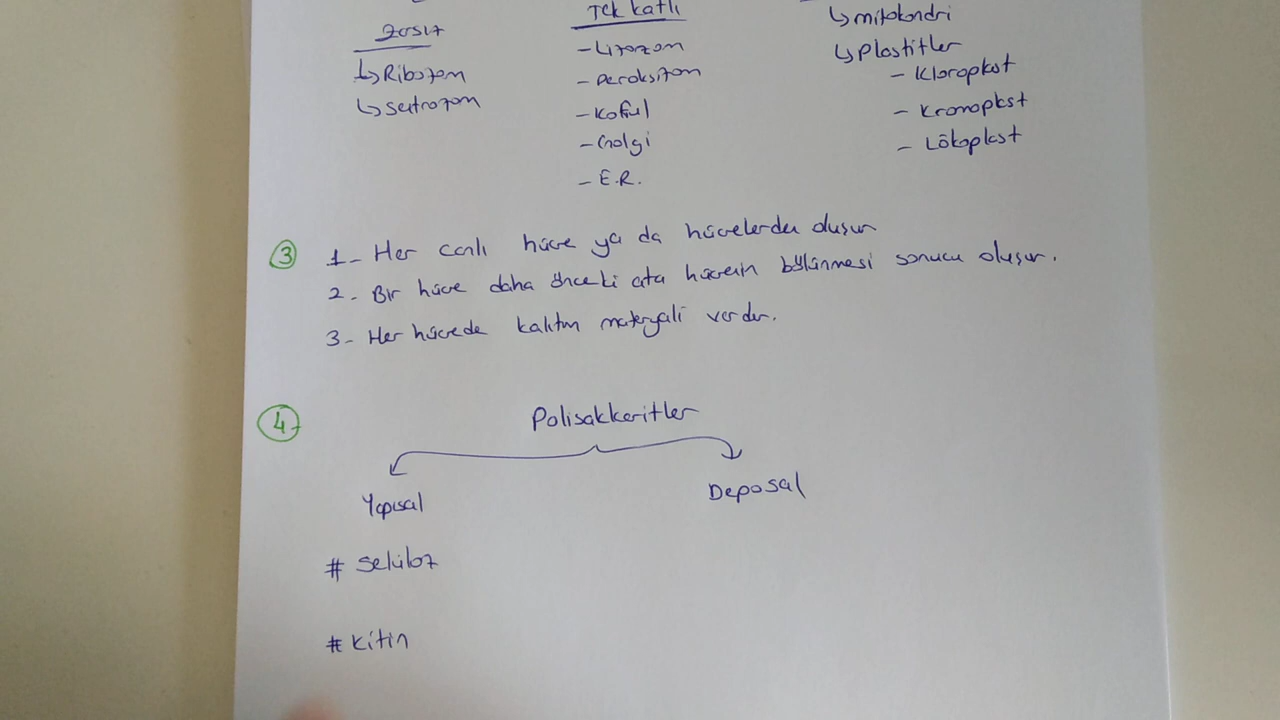 zarsız
↳ Ribozom
↳ Sentrozom
Tek katlı
- Lizozom
- Peroksizom
- Koful
- Golgi
- E.R.
↳ mitokondri
↳ Plastitler
- Kloroplast
- Kromoplast
- Lökoplast
3
1- Her canlı hücre ya da hücrelerden oluşur
2- Bir hücre daha önceki ata hücrenin bölünmesi sonucu oluşur.
3- Her hücrede kalıtım materyali vardır.
4
Polisakkaritler
Yapısal
Deposal
# Selüloz
# Kitin